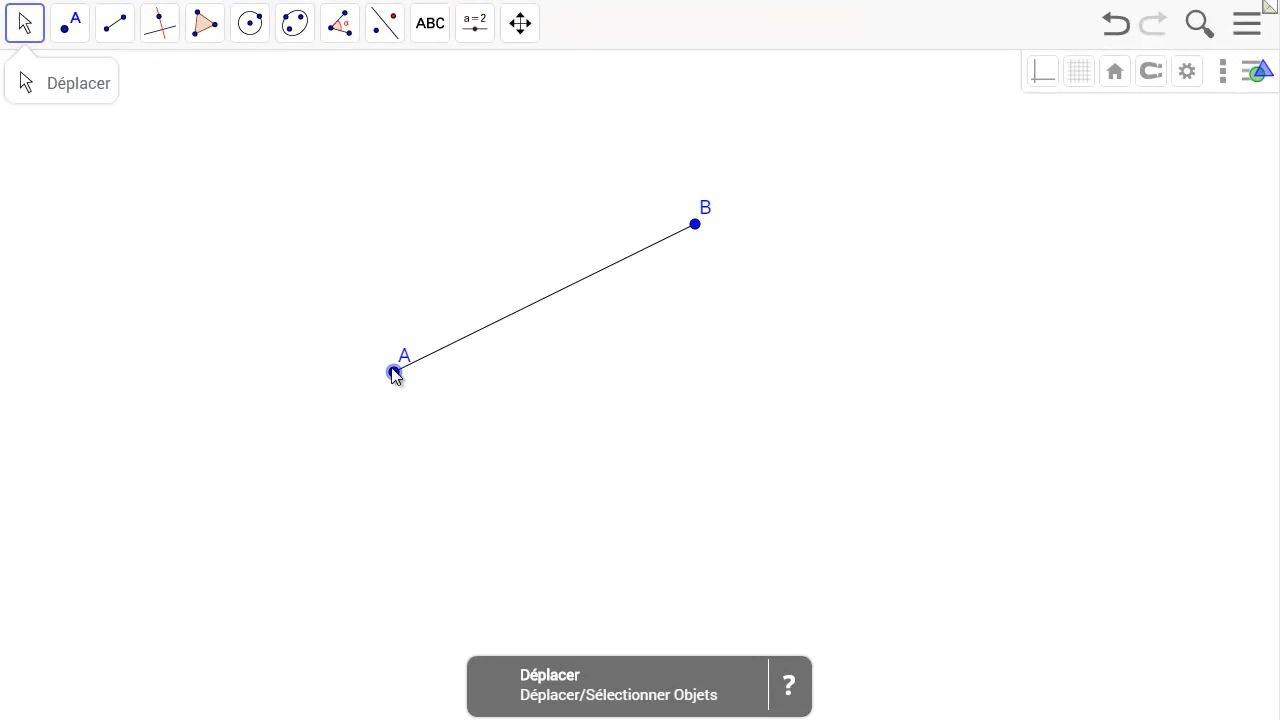 A
α
ABC
a=2
Déplacer
B
A
Déplacer
Déplacer/Sélectionner Objets
?